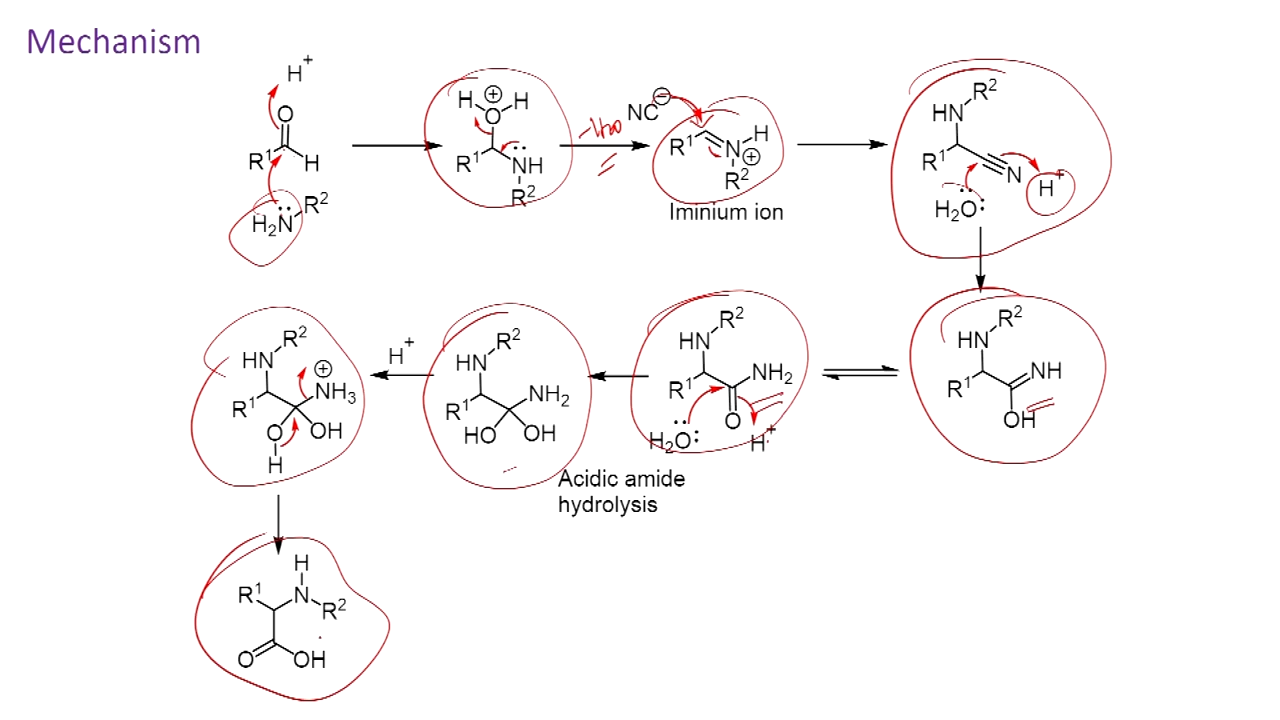 Mechanism
H⁺
O
R¹ H
H₂N R²
H O⊕ H
R¹ NH
R²
-H₂O
NC⊖
R¹ N⊕ H
R²
Iminium ion
HN R²
R¹ N
H₂O: H⁺
HN R²
R¹ NH
OH
HN R²
R¹ NH₂
O
H₂O: H⁺
Acidic amide
hydrolysis
HN R²
R¹ NH₂
HO OH
H⁺
HN R²
R¹ ⊕NH₃
O OH
H
H
R¹ N R²
O OH